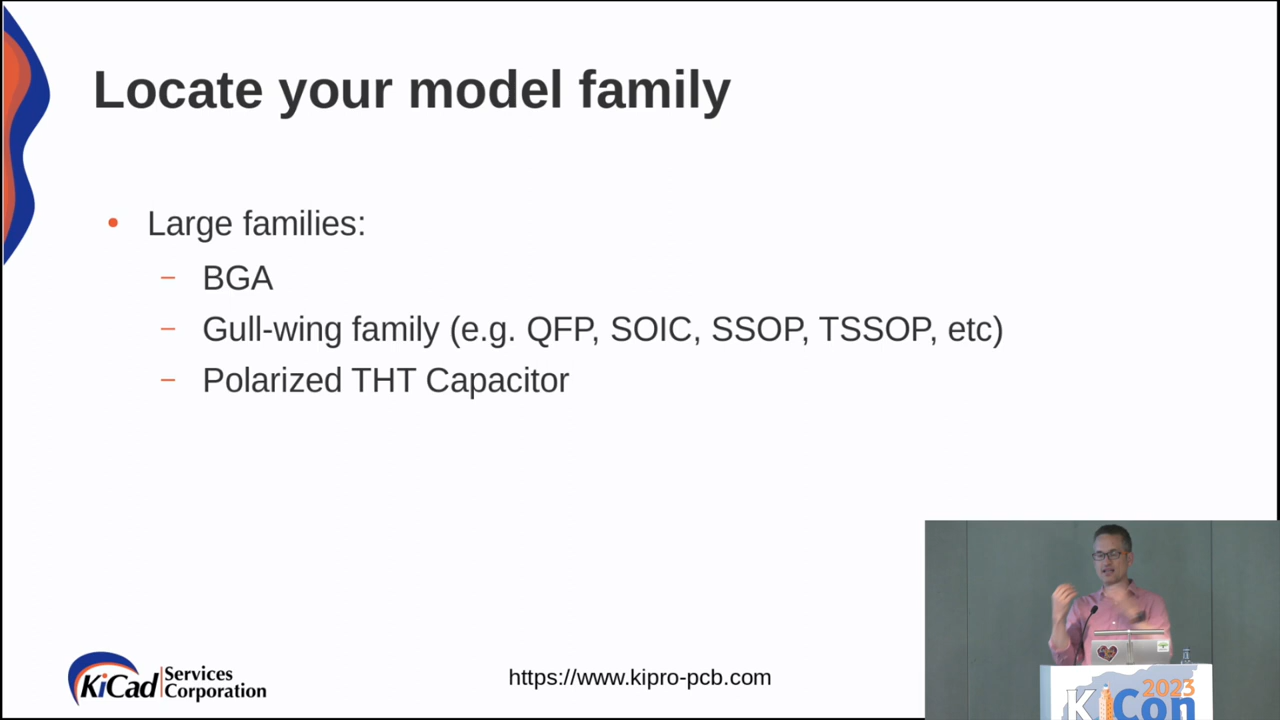 Locate your model family
• Large families:
– BGA
– Gull-wing family (e.g. QFP, SOIC, SSOP, TSSOP, etc)
– Polarized THT Capacitor
KiCad Services Corporation
https://www.kipro-pcb.com
2023
KiCon